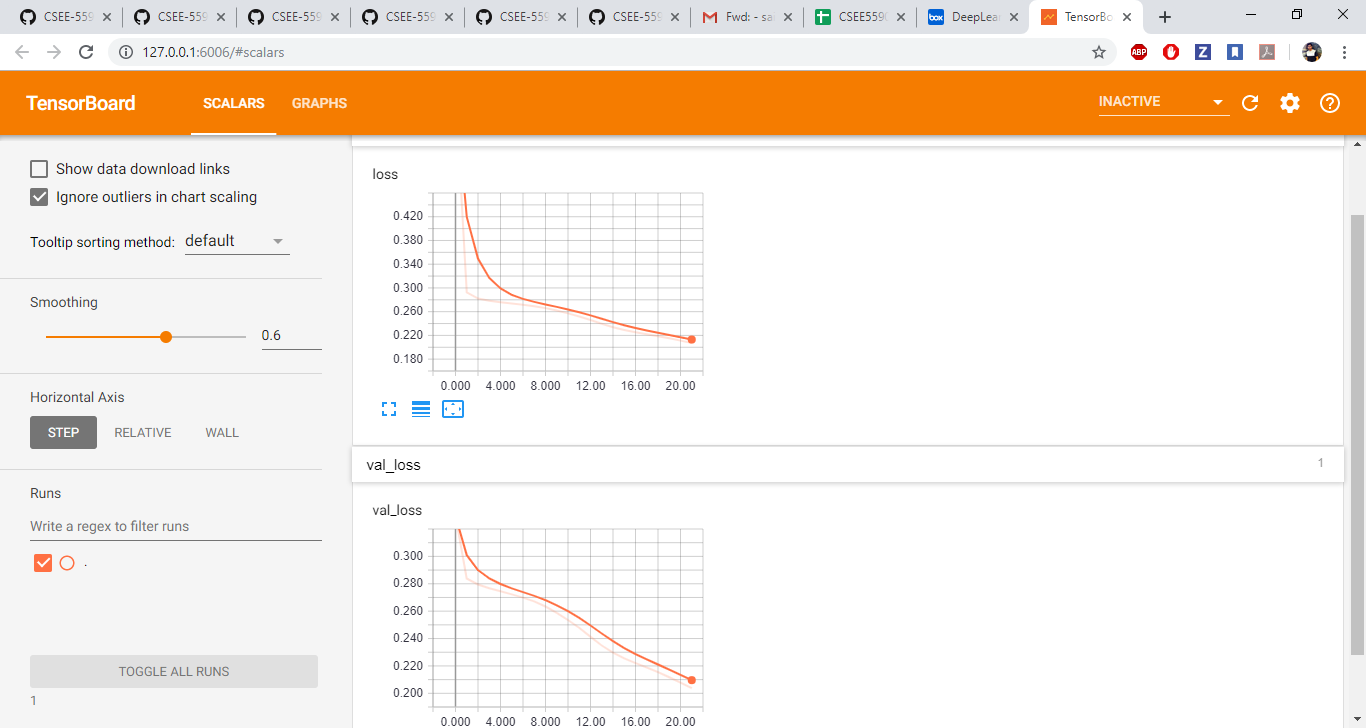 CSEE-559 CSEE-559 CSEE-559 CSEE-559 CSEE-559 CSEE-559 Fwd: - sa CSEE559 DeepLea TensorBo
127.0.0.1:6006/#scalars
TensorBoard SCALARS GRAPHS INACTIVE
Show data download links
Ignore outliers in chart scaling
Tooltip sorting method: default
Smoothing
0.6
Horizontal Axis
STEP RELATIVE WALL
Runs
Write a regex to filter runs
.
TOGGLE ALL RUNS
1
loss
0.420
0.380
0.340
0.300
0.260
0.220
0.180
0.000 4.000 8.000 12.00 16.00 20.00
val_loss 1
val_loss
0.300
0.280
0.260
0.240
0.220
0.200
0.000 4.000 8.000 12.00 16.00 20.00